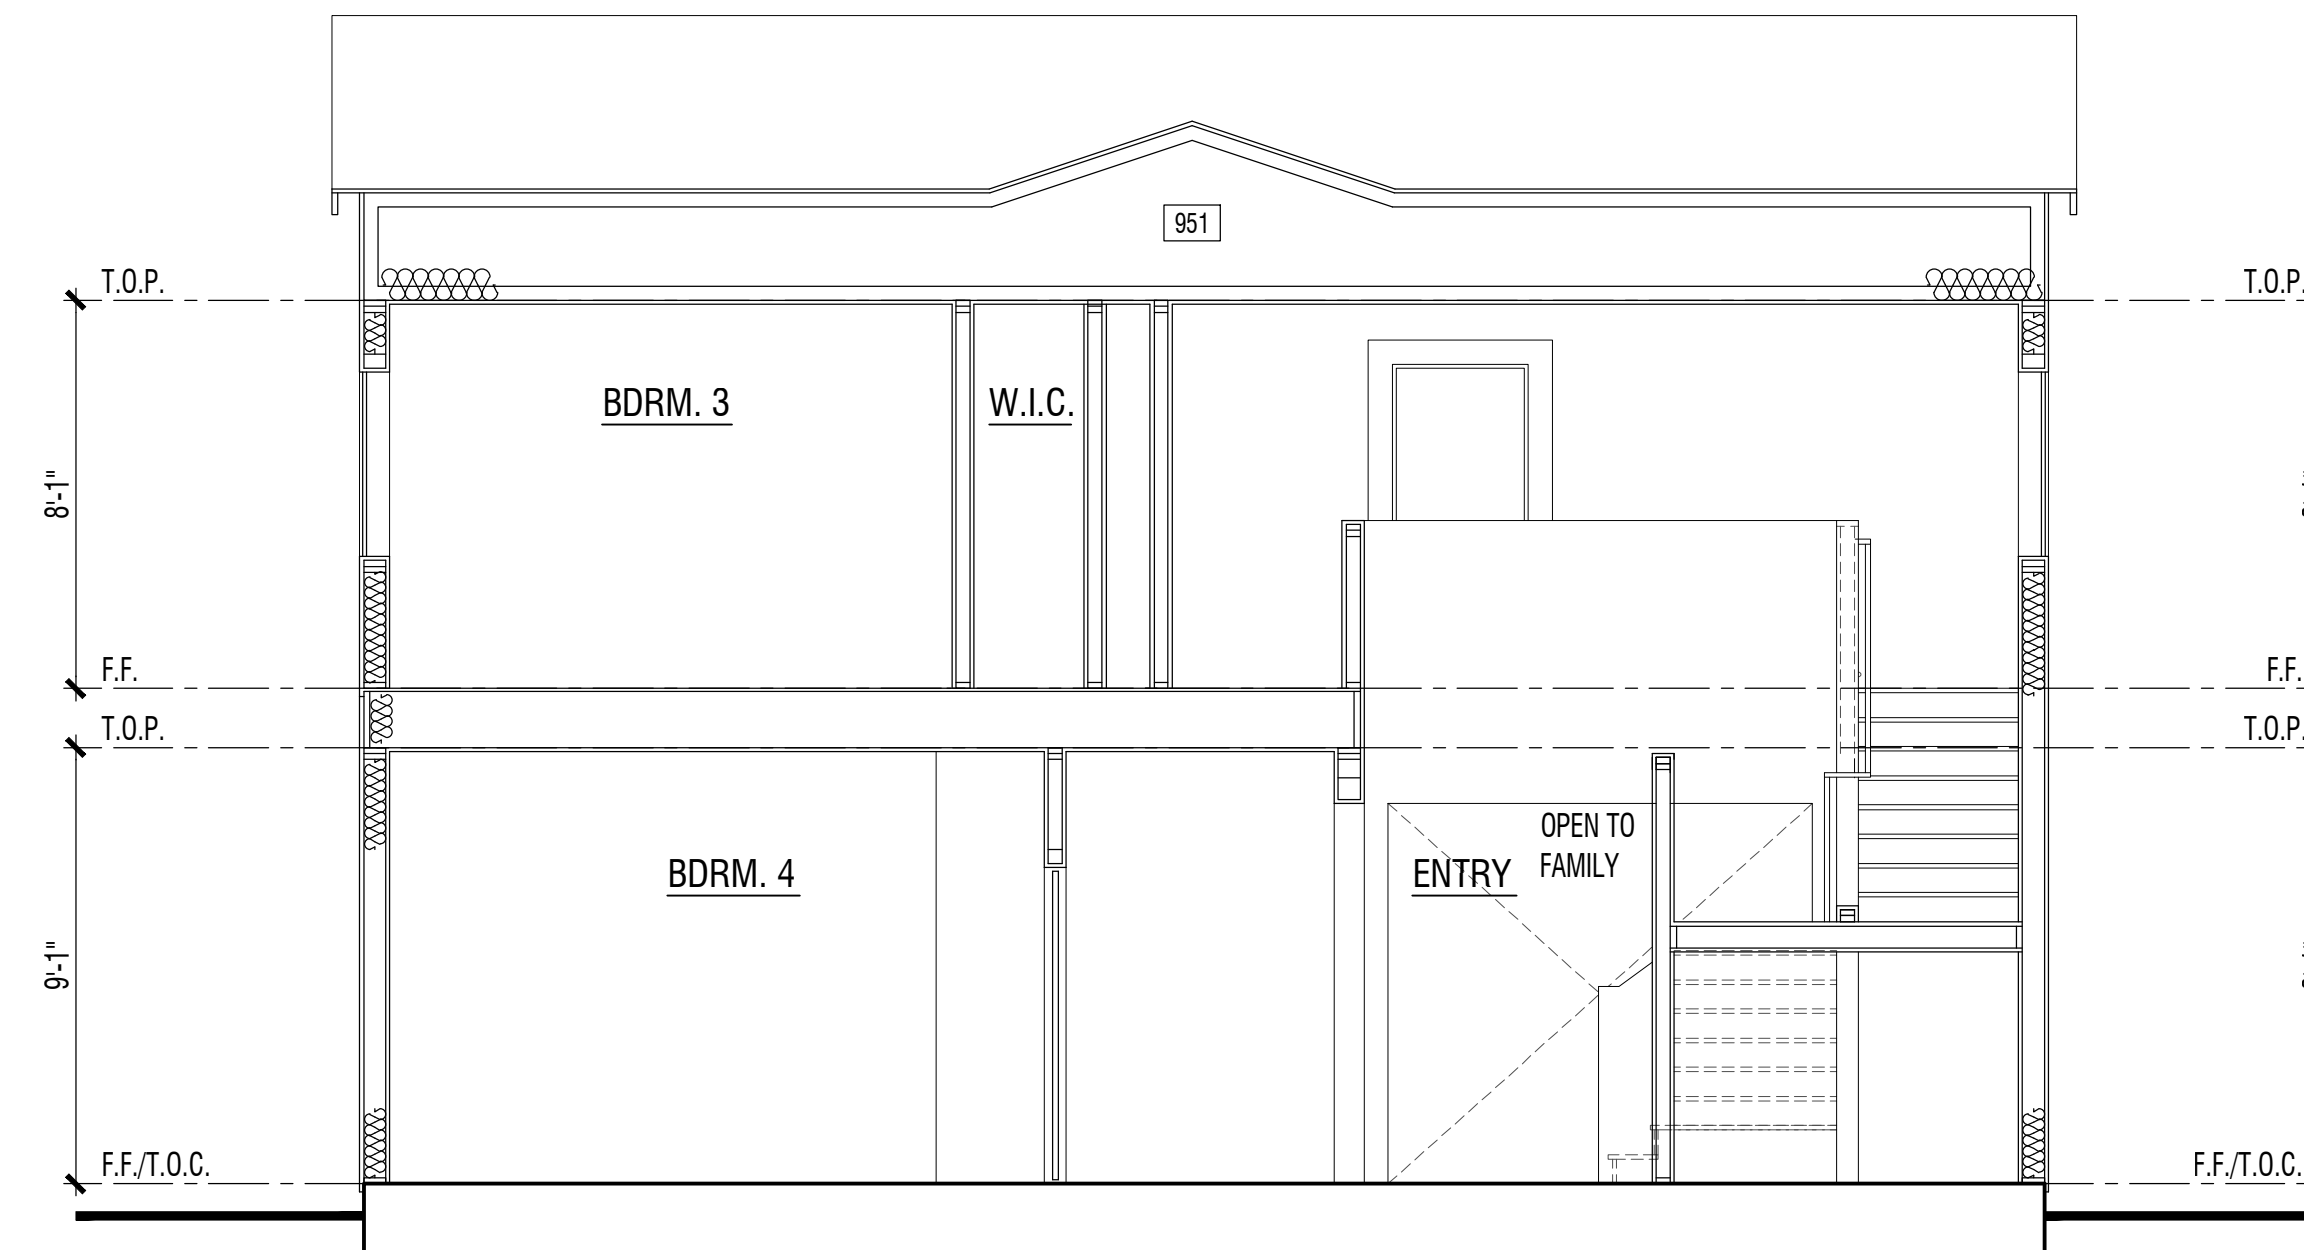 951
T.O.P.
T.O.P.
BDRM. 3
W.I.C.
8'-1"
F.F.
F.F.
T.O.P.
T.O.P.
OPEN TO
FAMILY
BDRM. 4
ENTRY
9'-1"
F.F./T.O.C.
F.F./T.O.C.